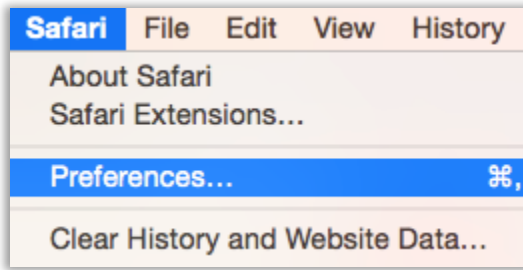 Safari File Edit View History
About Safari
Safari Extensions...
Preferences... ⌘,
Clear History and Website Data...